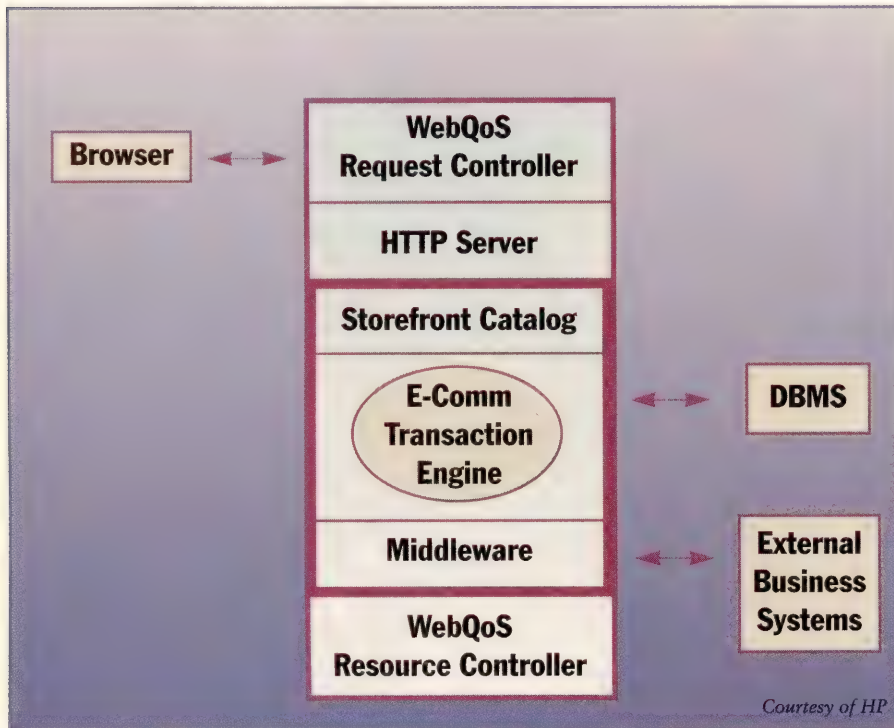 Browser
WebQoS
Request Controller
HTTP Server
Storefront Catalog
E-Comm
Transaction
Engine
Middleware
WebQoS
Resource Controller
DBMS
External
Business
Systems
Courtesy of HP